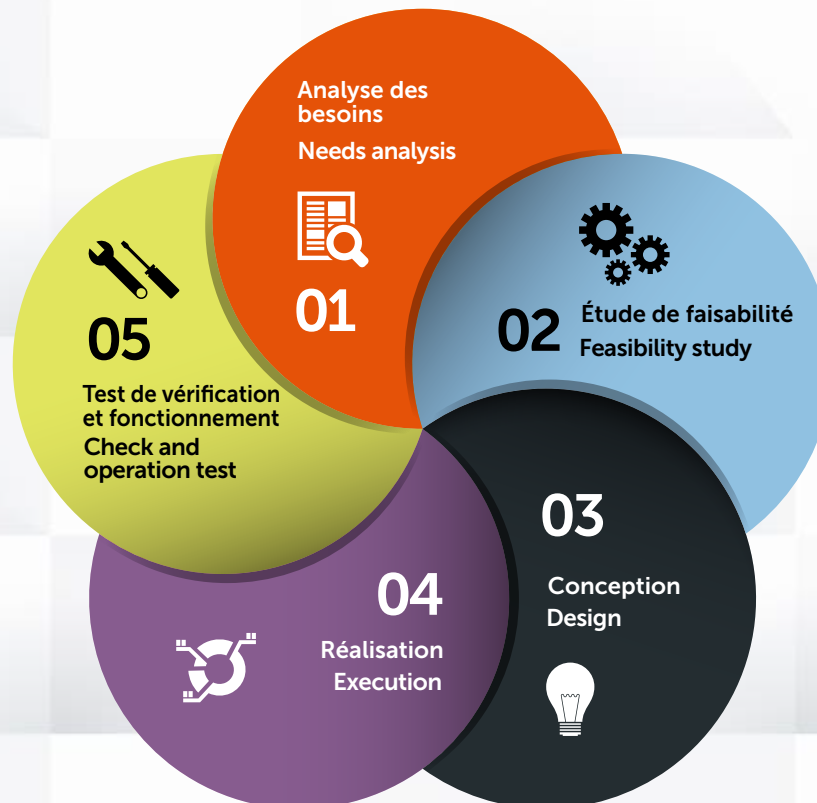 Analyse des
besoins
Needs analysis
01
02
Étude de faisabilité
Feasibility study
03
Conception
Design
04
Réalisation
Execution
05
Test de vérification
et fonctionnement
Check and
operation test